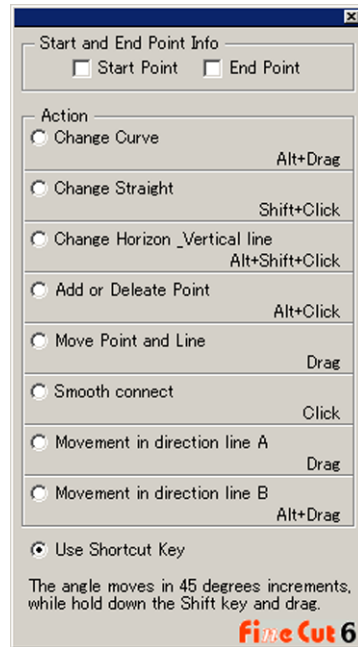 Start and End Point Info
Start Point End Point
Action
Change Curve
Alt+Drag
Change Straight
Shift+Click
Change Horizon _Vertical line
Alt+Shift+Click
Add or Deleate Point
Alt+Click
Move Point and Line
Drag
Smooth connect
Click
Movement in direction line A
Drag
Movement in direction line B
Alt+Drag
Use Shortcut Key
The angle moves in 45 degrees increments,
while hold down the Shift key and drag.
Fine Cut 6